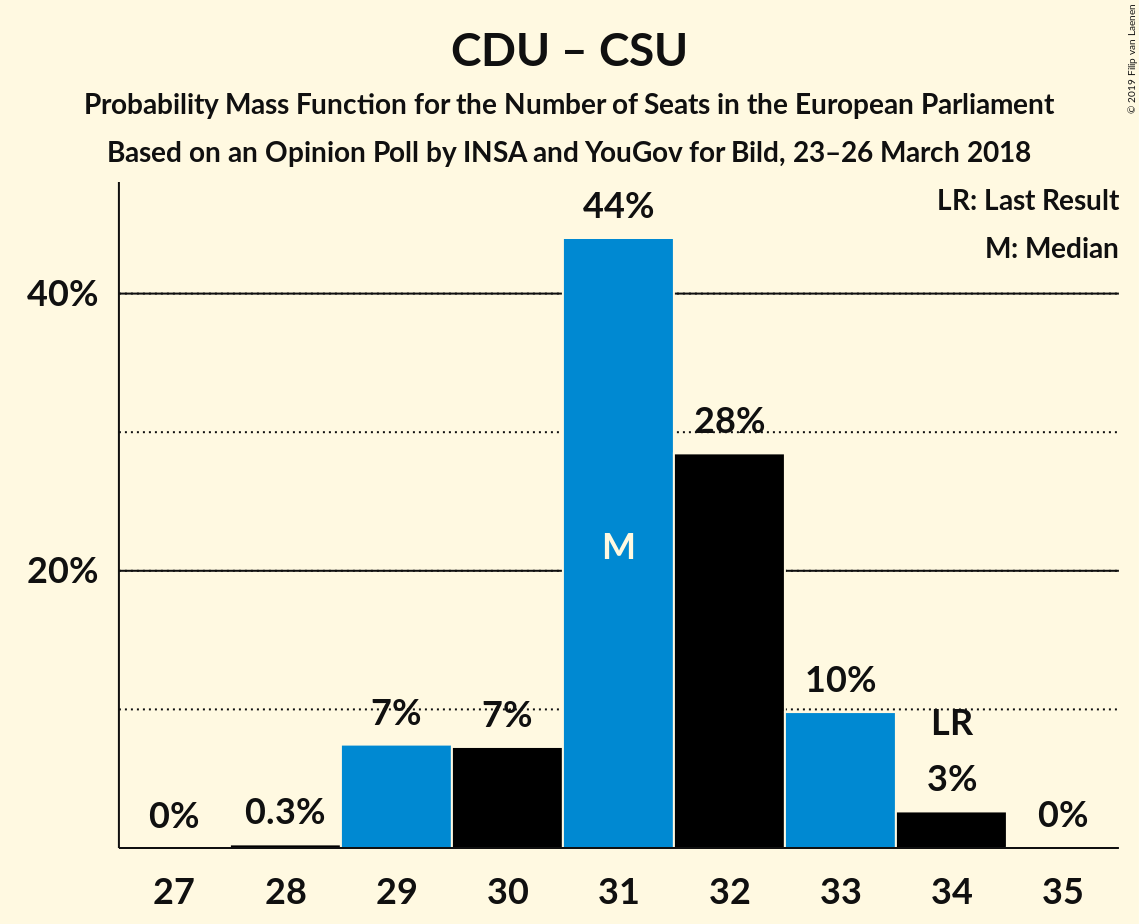 CDU – CSU
Probability Mass Function for the Number of Seats in the European Parliament
Based on an Opinion Poll by INSA and YouGov for Bild, 23–26 March 2018
© 2019 Filip van Laenen
LR: Last Result
M: Median
40%
20%
0%
0.3%
7%
7%
44%
M
28%
10%
LR
3%
0%
27 28 29 30 31 32 33 34 35